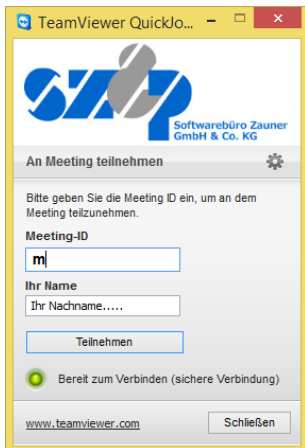 TeamViewer QuickJo...
Softwarebüro Zauner
GmbH & Co. KG
An Meeting teilnehmen
Bitte geben Sie die Meeting ID ein, um an dem
Meeting teilzunehmen.
Meeting-ID
m
Ihr Name
Ihr Nachname.....
Teilnehmen
Bereit zum Verbinden (sichere Verbindung)
www.teamviewer.com
Schließen